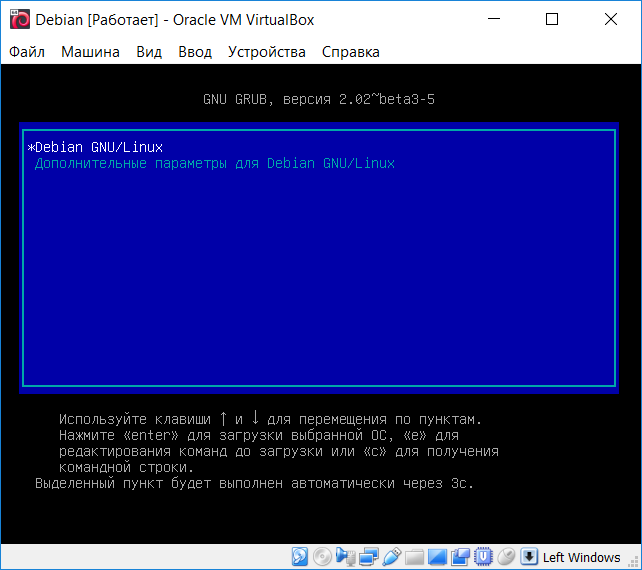 Debian [Работает] - Oracle VM VirtualBox
Файл Машина Вид Ввод Устройства Справка
GNU GRUB, версия 2.02~beta3-5
*Debian GNU/Linux
Дополнительные параметры для Debian GNU/Linux
Используйте клавиши ↑ и ↓ для перемещения по пунктам.
Нажмите «enter» для загрузки выбранной ОС, «e» для
редактирования команд до загрузки или «c» для получения
командной строки.
Выделенный пункт будет выполнен автоматически через 3с.
Left Windows